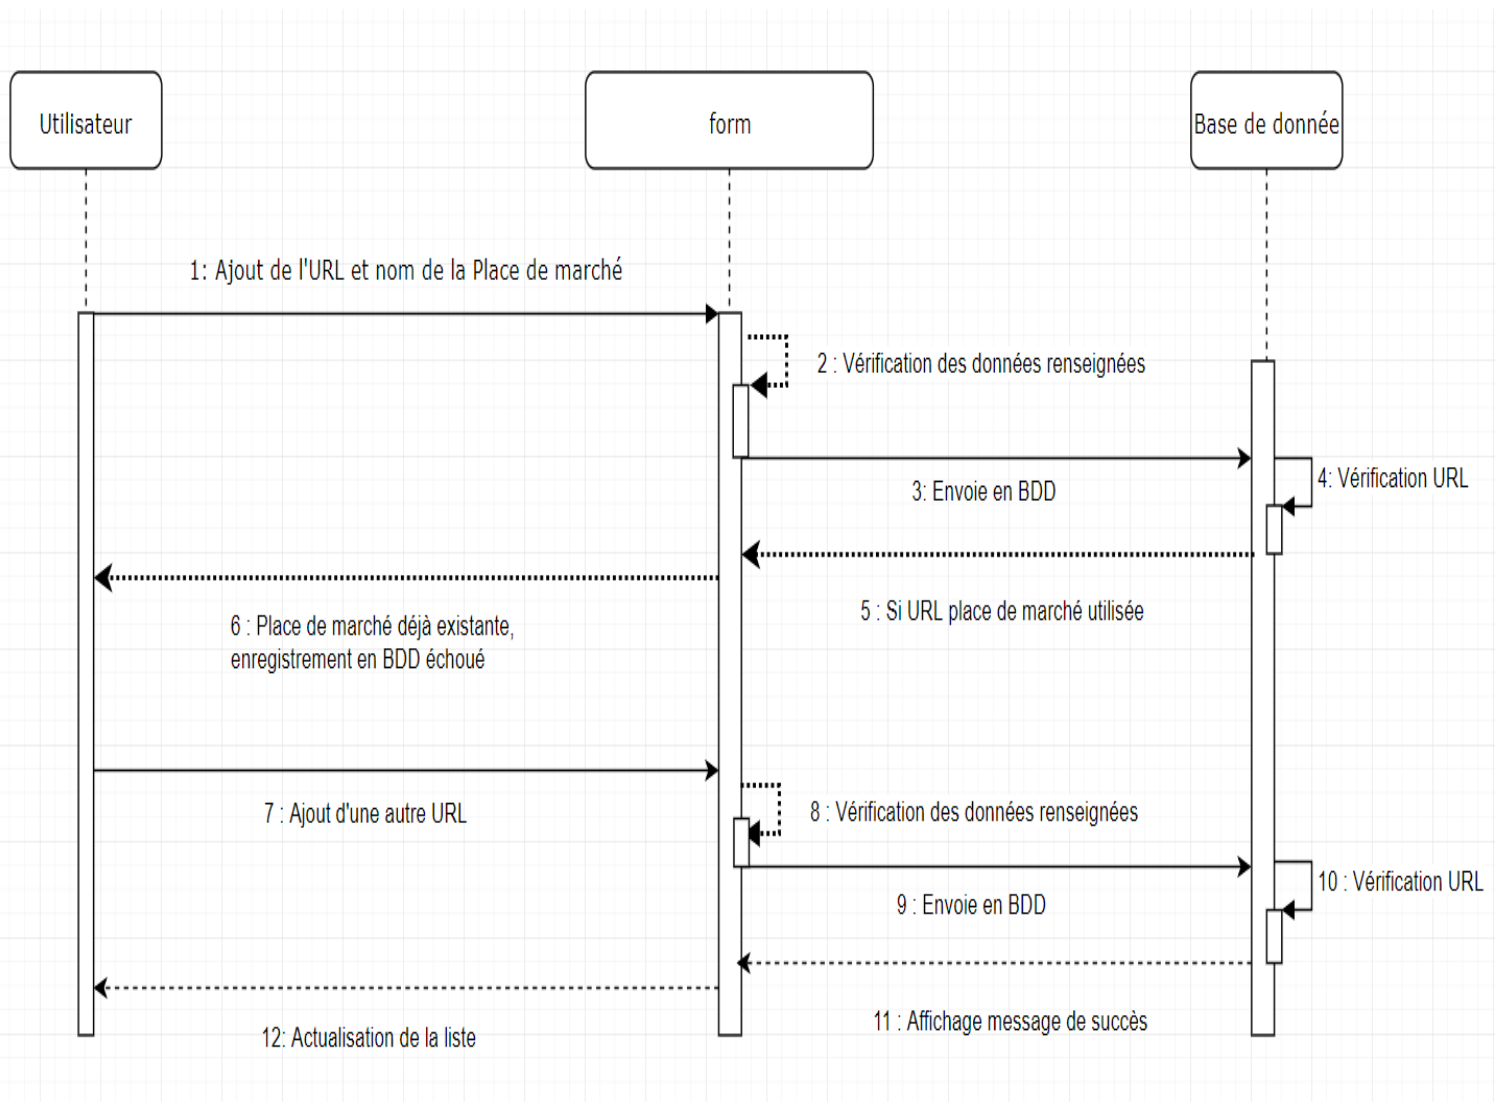 Utilisateur
form
Base de donnée
1: Ajout de l'URL et nom de la Place de marché
2 : Vérification des données renseignées
3: Envoie en BDD
4: Vérification URL
5 : Si URL place de marché utilisée
6 : Place de marché déjà existante,
enregistrement en BDD échoué
7 : Ajout d'une autre URL
8 : Vérification des données renseignées
9 : Envoie en BDD
10 : Vérification URL
11 : Affichage message de succès
12: Actualisation de la liste